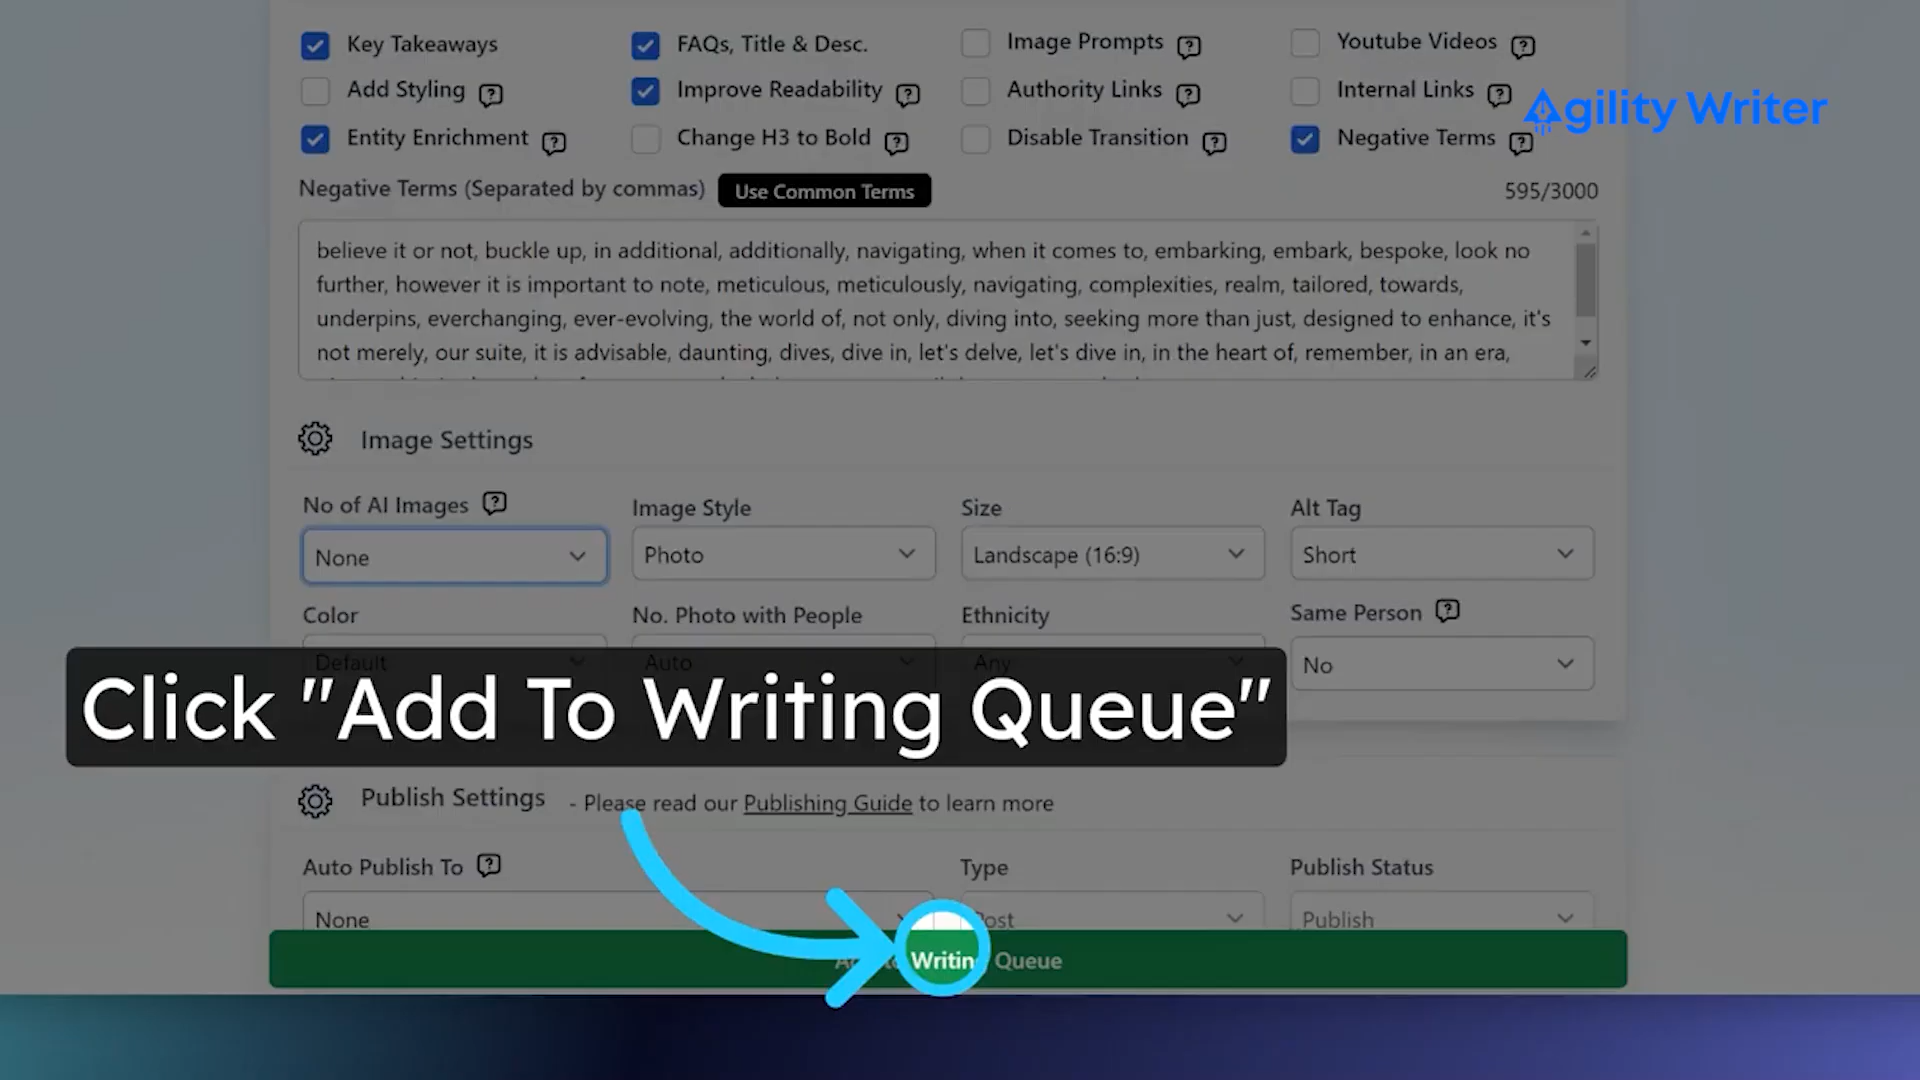 Key Takeaways
FAQs, Title & Desc.
Image Prompts
Youtube Videos
Add Styling
Improve Readability
Authority Links
Internal Links
Agility Writer
Entity Enrichment
Change H3 to Bold
Disable Transition
Negative Terms
Negative Terms (Separated by commas)
Use Common Terms
595/3000
believe it or not, buckle up, in additional, additionally, navigating, when it comes to, embarking, embark, bespoke, look no
further, however it is important to note, meticulous, meticulously, navigating, complexities, realm, tailored, towards,
underpins, everchanging, ever-evolving, the world of, not only, diving into, seeking more than just, designed to enhance, it's
not merely, our suite, it is advisable, daunting, dives, dive in, let's delve, let's dive in, in the heart of, remember, in an era,
Image Settings
No of AI Images
Image Style
Size
Alt Tag
None
Photo
Landscape (16:9)
Short
Color
No. Photo with People
Ethnicity
Same Person
Default
Auto
Any
No
Click "Add To Writing Queue"
Publish Settings
- Please read our Publishing Guide to learn more
Auto Publish To
Type
Publish Status
None
Post
Publish
Writing Queue